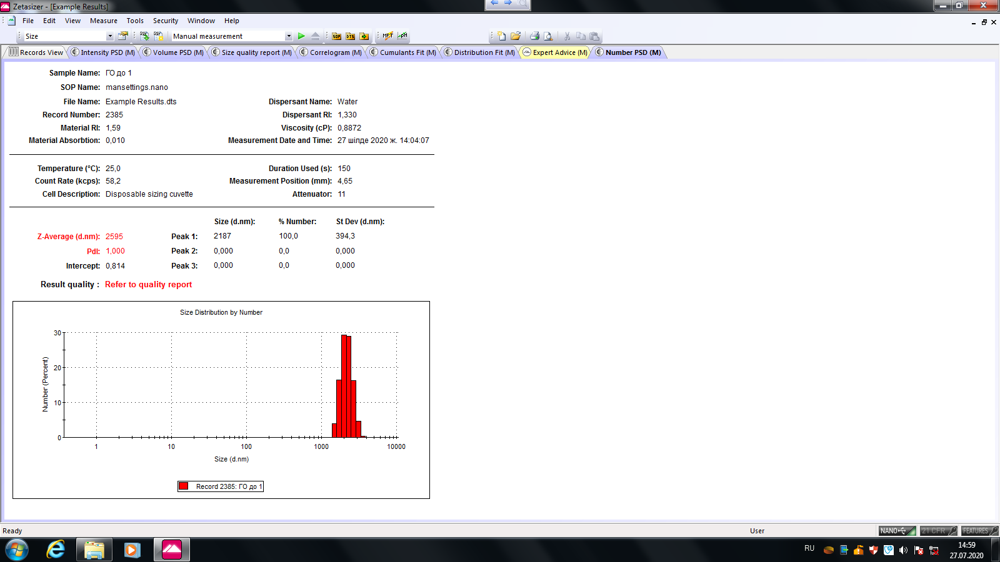 Zetasizer - [Example Results]
File Edit View Measure Tools Security Window Help
Size Manual measurement
Records View Intensity PSD (M) Volume PSD (M) Size quality report (M) Correlogram (M) Cumulants Fit (M) Distribution Fit (M) Expert Advice (M) Number PSD (M)
Sample Name: ГО до 1
SOP Name: mansettings.nano
File Name: Example Results.dts Dispersant Name: Water
Record Number: 2385 Dispersant RI: 1,330
Material RI: 1,59 Viscosity (cP): 0,8872
Material Absorbtion: 0,010 Measurement Date and Time: 27 шілде 2020 ж. 14:04:07
Temperature (°C): 25,0 Duration Used (s): 150
Count Rate (kcps): 58,2 Measurement Position (mm): 4,65
Cell Description: Disposable sizing cuvette Attenuator: 11
Size (d.nm): % Number: St Dev (d.nm):
Z-Average (d.nm): 2595 Peak 1: 2187 100,0 394,3
PdI: 1,000 Peak 2: 0,000 0,0 0,000
Intercept: 0,814 Peak 3: 0,000 0,0 0,000
Result quality : Refer to quality report
Size Distribution by Number
Number (Percent)
30
20
10
0
1 10 100 1000 10000
Size (d.nm)
Record 2385: ГО до 1
Ready User NANO 21 CFR FEATURES
RU 14:59
27.07.2020